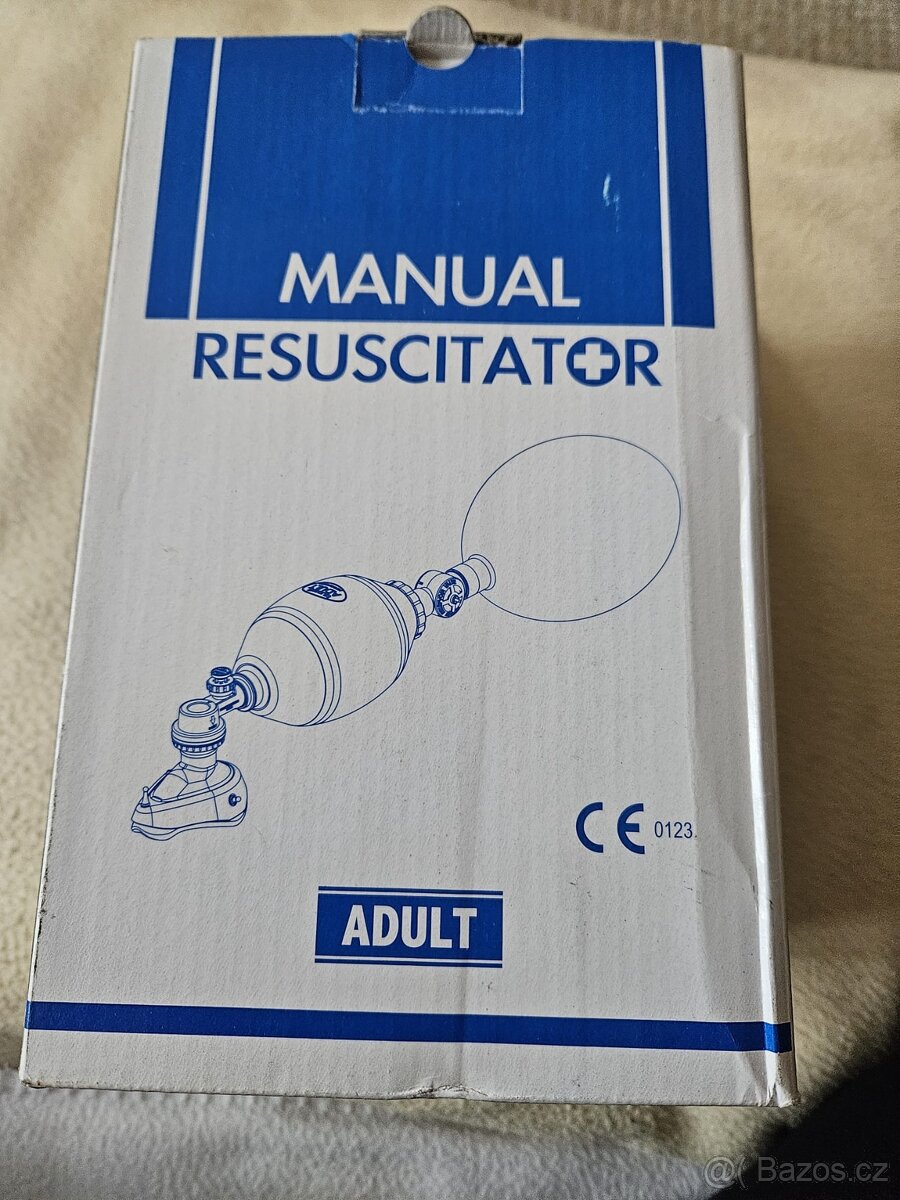 MANUAL
RESUSCITATOR
CE 0123
ADULT
@( Bazos.cz